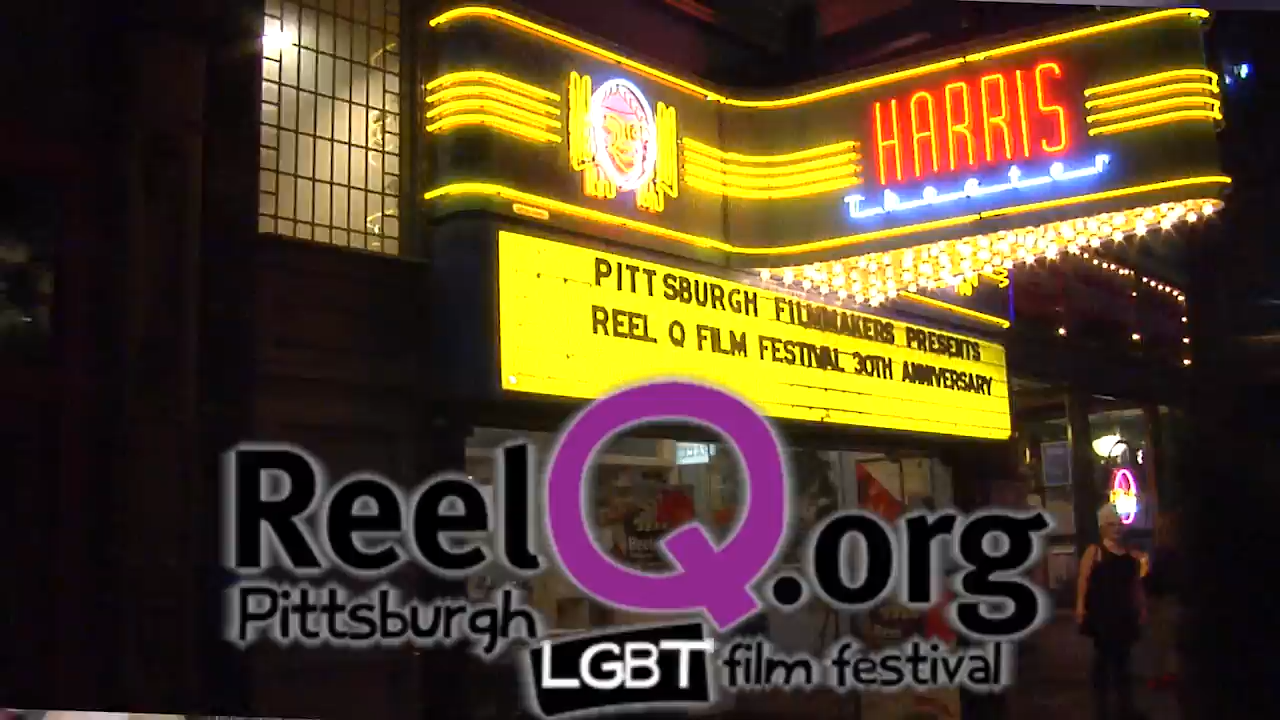 HARRIS
Theater
PITTSBURGH FILMMAKERS PRESENTS
REEL Q FILM FESTIVAL 30TH ANNIVERSARY
ReelQ.org
Pittsburgh LGBT film festival